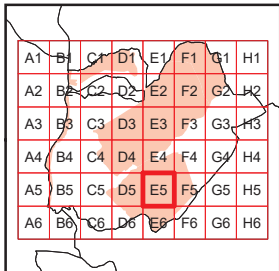 A1 B1 C1 D1 E1 F1 G1 H1
A2 B2 C2 D2 E2 F2 G2 H2
A3 B3 C3 D3 E3 F3 G3 H3
A4 B4 C4 D4 E4 F4 G4 H4
A5 B5 C5 D5 E5 F5 G5 H5
A6 B6 C6 D6 E6 F6 G6 H6